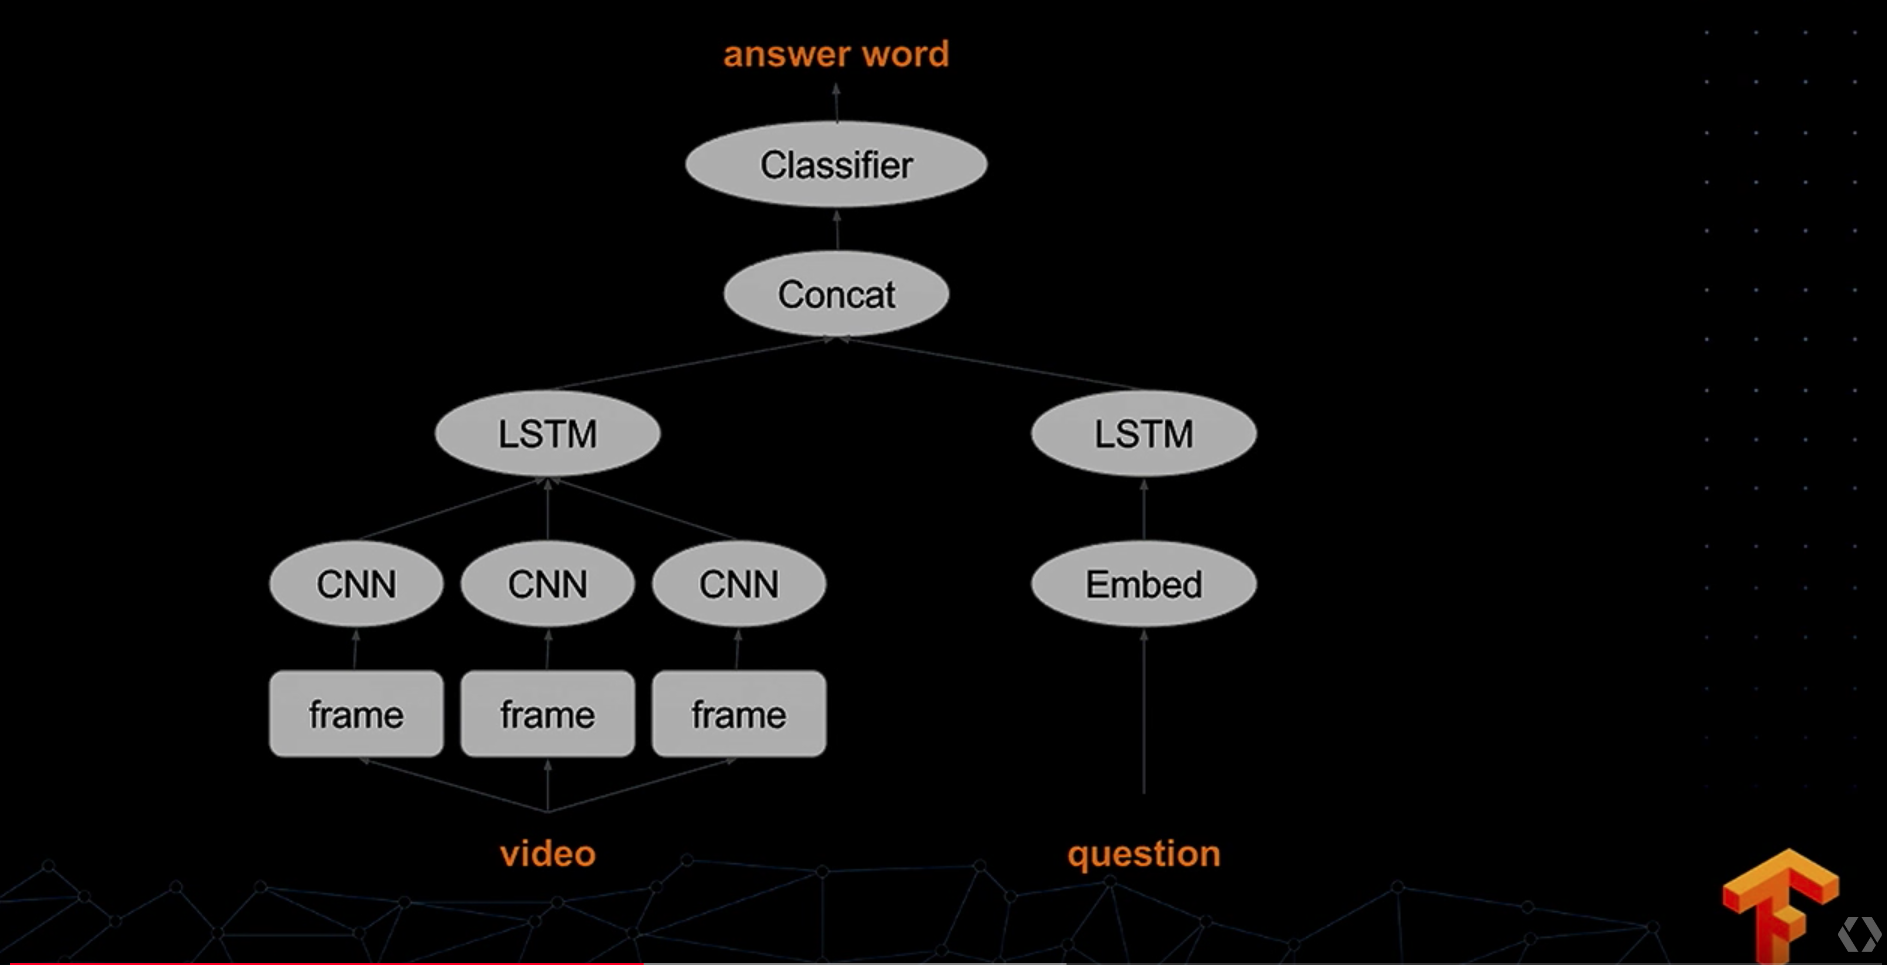 answer word
Classifier
Concat
LSTM LSTM
CNN CNN CNN Embed
frame frame frame
video question